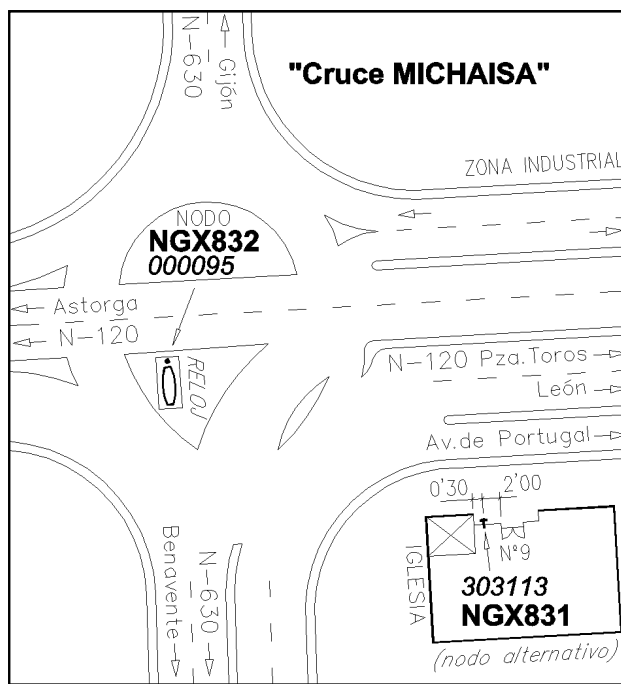 N-630
Gijón
"Cruce MICHAISA"
ZONA INDUSTRIAL
NODO
NGX832
000095
Astorga
N-120
RELOJ
N-120 Pza.Toros
León
Av.de Portugal
0'30
2'00
Nº9
IGLESIA
303113
NGX831
(nodo alternativo)
Benavente
N-630